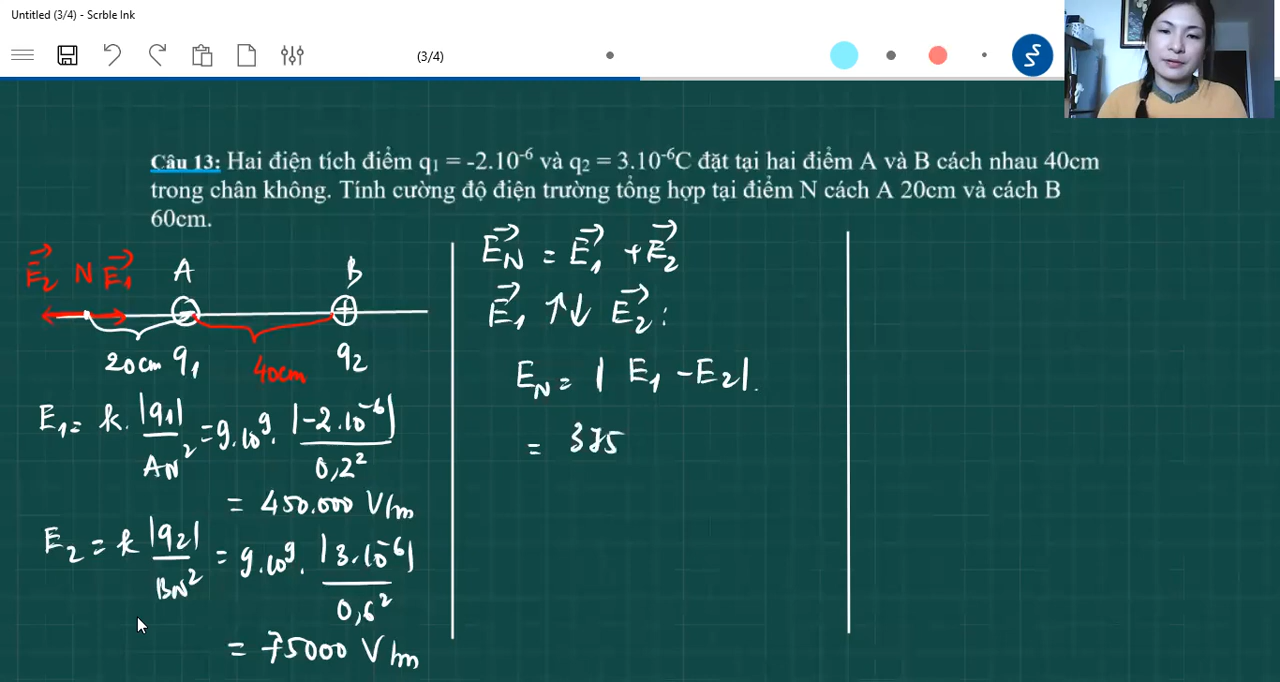 Untitled (3/4) - Scrble Ink
(3/4)
Câu 13: Hai điện tích điểm q₁ = -2.10⁻⁶ và q₂ = 3.10⁻⁶C đặt tại hai điểm A và B cách nhau 40cm
trong chân không. Tính cường độ điện trường tổng hợp tại điểm N cách A 20cm và cách B
60cm.
E₂→ N E₁→ A B
20cm q₁ 40cm q₂
E₁ = k. |q₁| / AN² = 9.10⁹. |-2.10⁻⁶| / 0,2²
= 450.000 V/m
E₂ = k |q₂| / BN² = 9.10⁹. |3.10⁻⁶| / 0,6²
= 75000 V/m
E_N→ = E₁→ + E₂→
E₁→ ↑↓ E₂→:
E_N = | E₁ - E₂|.
= 375